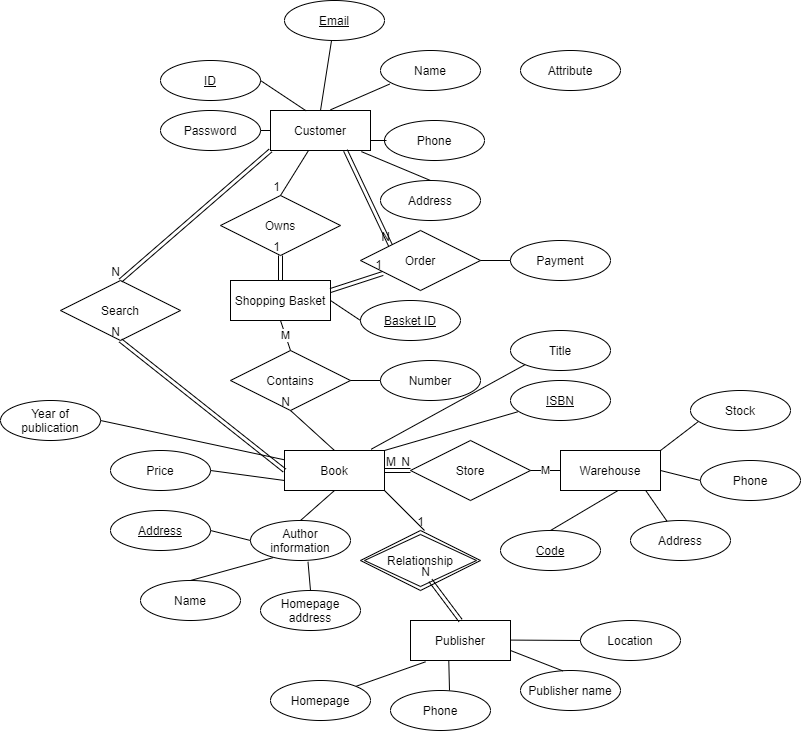 Email
ID
Name
Attribute
Password
Customer
Phone
Address
1
Owns
M
1
Order
Payment
N
1
Shopping Basket
Search
Basket ID
N
M
Contains
Number
N
Title
ISBN
Year of
publication
Stock
Price
Book
M N
Store
M
Warehouse
Phone
Address
Author
information
1
Code
Address
Relationship
N
Name
Homepage
address
Publisher
Location
Homepage
Phone
Publisher name